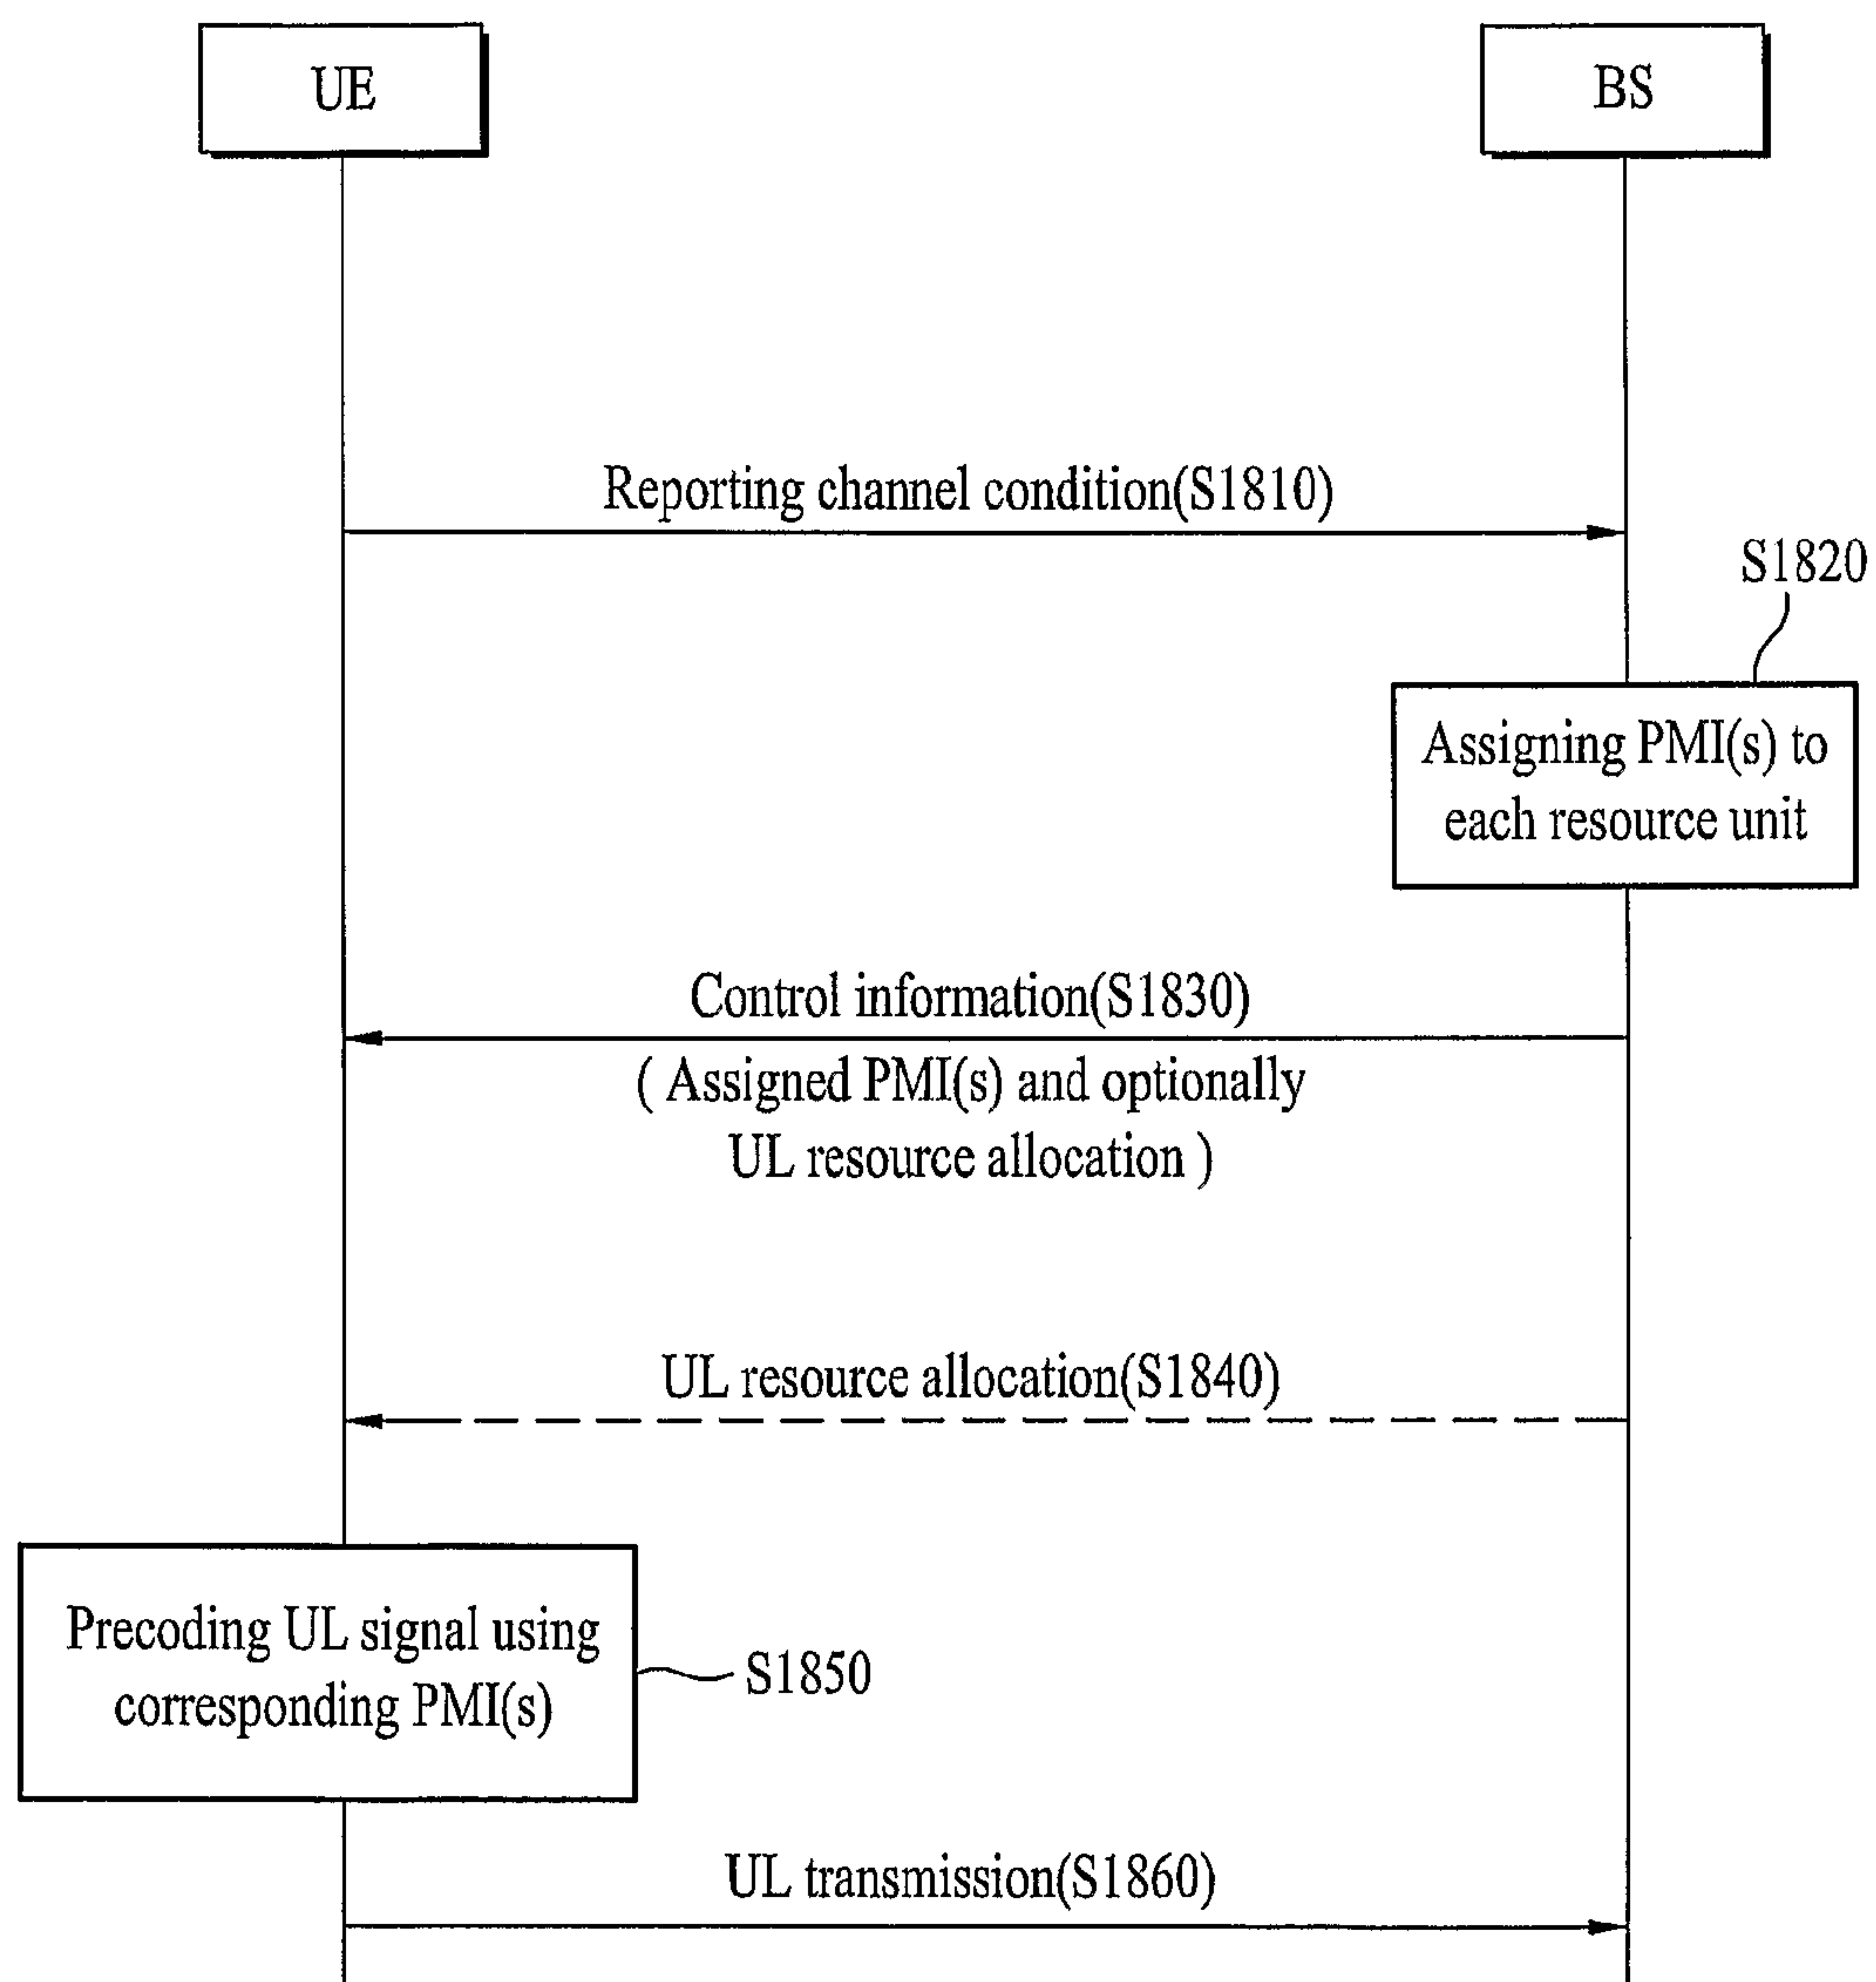 UE
BS
Reporting channel condition(S1810)
S1820
Assigning PMI(s) to
each resource unit
Control information(S1830)
( Assigned PMI(s) and optionally
UL resource allocation )
UL resource allocation(S1840)
Precoding UL signal using
corresponding PMI(s)
S1850
UL transmission(S1860)